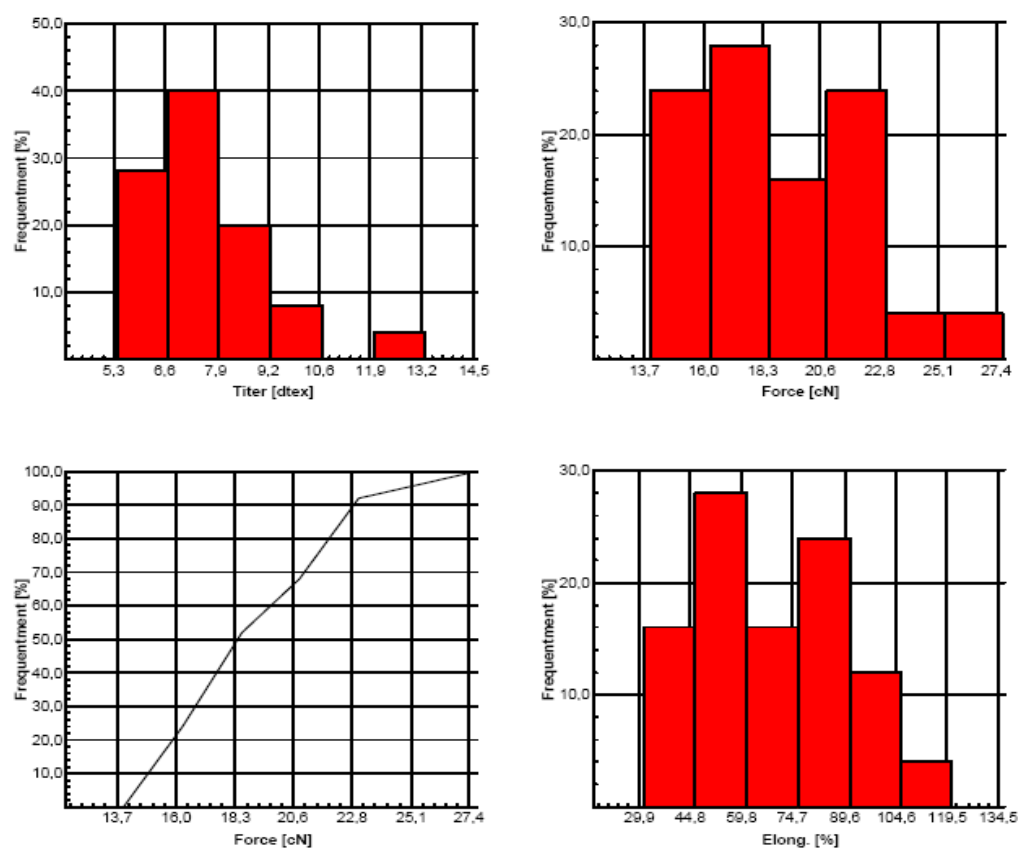 50,0
40,0
30,0
20,0
10,0
Frequentment [%]
5,3 6,6 7,9 9,2 10,6 11,9 13,2 14,5
Titer [dtex]
30,0
20,0
10,0
Frequentment [%]
13,7 16,0 18,3 20,6 22,8 25,1 27,4
Force [cN]
100,0
90,0
80,0
70,0
60,0
50,0
40,0
30,0
20,0
10,0
Frequentment [%]
13,7 16,0 18,3 20,6 22,8 25,1 27,4
Force [cN]
30,0
20,0
10,0
Frequentment [%]
29,9 44,8 59,8 74,7 89,6 104,6 119,5 134,5
Elong. [%]